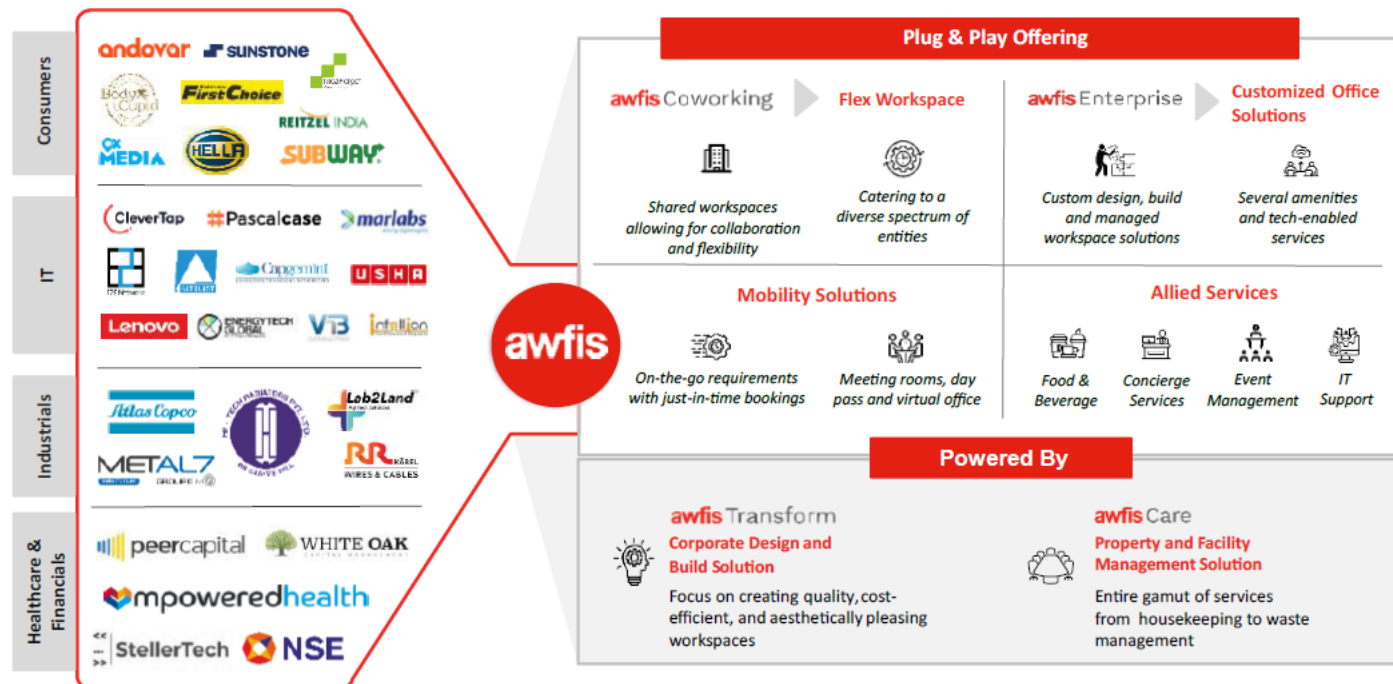 Consumers
andovar
SUNSTONE
Body
Cupid
FirstChoice
REITZEL INDIA
OX
MEDIA
HELLA
SUBWAY
IT
CleverTap
#Pascalcase
marlabs
Capgemini
USHA
Lenovo
ENERGYTECH
GLOBAL
intellion
Industrials
Atlas Copco
Lab2Land
METAL7
GROUPE
RR KABEL
WIRES & CABLES
Healthcare &
Financials
peercapital
WHITE OAK
CAPITAL MANAGEMENT
mpoweredhealth
StellerTech
NSE
awfis
Plug & Play Offering
awfis Coworking
Flex Workspace
Shared workspaces
allowing for collaboration
and flexibility
Catering to a
diverse spectrum of
entities
awfis Enterprise
Customized Office
Solutions
Custom design, build
and managed
workspace solutions
Several amenities
and tech-enabled
services
Mobility Solutions
On-the-go requirements
with just-in-time bookings
Meeting rooms, day
pass and virtual office
Allied Services
Food &
Beverage
Concierge
Services
Event
Management
IT
Support
Powered By
awfis Transform
Corporate Design and
Build Solution
Focus on creating quality, cost-
efficient, and aesthetically pleasing
workspaces
awfis Care
Property and Facility
Management Solution
Entire gamut of services
from housekeeping to waste
management